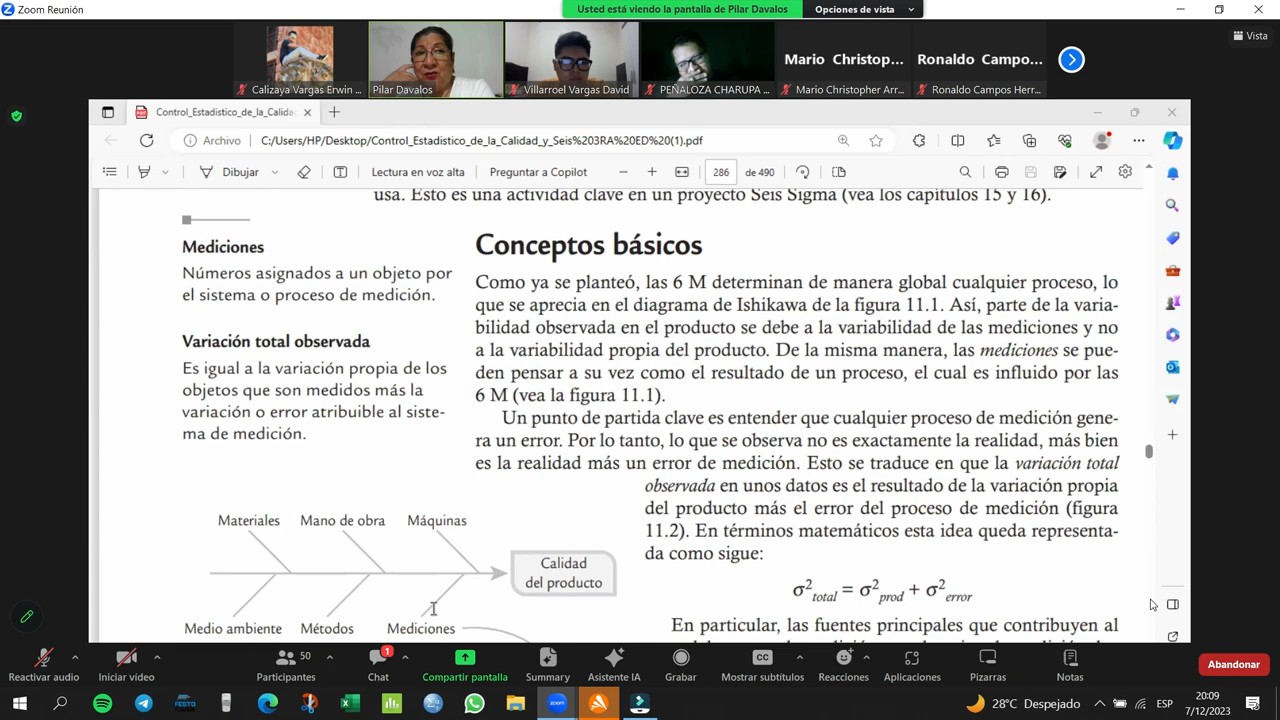 Zoom Reunión
Usted está viendo la pantalla de Pilar Davalos
Opciones de vista
Vista
Mario Christop...
Ronaldo Campo...
Calizaya Vargas Erwin ...
Pilar Davalos
Villarroel Vargas David
PEÑALOZA CHARUPA ...
Mario Christopher Arr...
Ronaldo Campos Herr...
Control_Estadistico_de_la_Calida
Archivo
C:/Users/HP/Desktop/Control_Estadistico_de_la_Calidad_y_Seis%203RA%20ED%20(1).pdf
Dibujar
Lectura en voz alta
Preguntar a Copilot
286
de 490
usa. Esto es una actividad clave en un proyecto Seis Sigma (vea los capítulos 15 y 16).
Mediciones
Números asignados a un objeto por
el sistema o proceso de medición.
Variación total observada
Es igual a la variación propia de los
objetos que son medidos más la
variación o error atribuible al siste-
ma de medición.
Conceptos básicos
Como ya se planteó, las 6 M determinan de manera global cualquier proceso, lo
que se aprecia en el diagrama de Ishikawa de la figura 11.1. Así, parte de la varia-
bilidad observada en el producto se debe a la variabilidad de las mediciones y no
a la variabilidad propia del producto. De la misma manera, las mediciones se pue-
den pensar a su vez como el resultado de un proceso, el cual es influido por las
6 M (vea la figura 11.1).
Un punto de partida clave es entender que cualquier proceso de medición gene-
ra un error. Por lo tanto, lo que se observa no es exactamente la realidad, más bien
es la realidad más un error de medición. Esto se traduce en que la variación total
observada en unos datos es el resultado de la variación propia
del producto más el error del proceso de medición (figura
11.2). En términos matemáticos esta idea queda representa-
da como sigue:
σ²total = σ²prod + σ²error
En particular, las fuentes principales que contribuyen al
Materiales
Mano de obra
Máquinas
Calidad
del producto
Medio ambiente
Métodos
Mediciones
Reactivar audio
Iniciar video
50
Participantes
1
Chat
Compartir pantalla
Summary
Asistente IA
Grabar
CC
Mostrar subtítulos
Reacciones
Aplicaciones
Pizarras
Notas
Abandonar
FESTO
zoom
28°C Despejado
ESP
20:09
7/12/2023